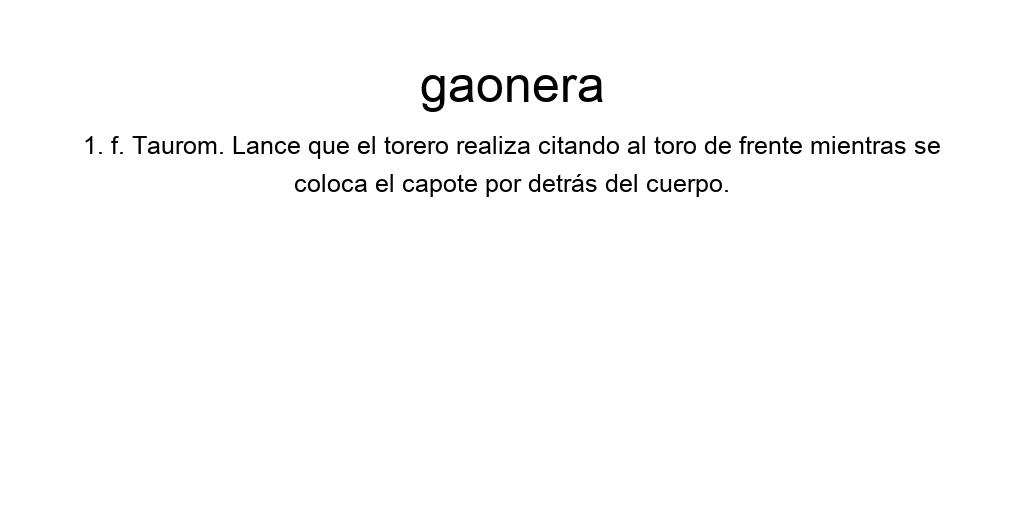 gaonera
1. f. Taurom. Lance que el torero realiza citando al toro de frente mientras se
coloca el capote por detrás del cuerpo.